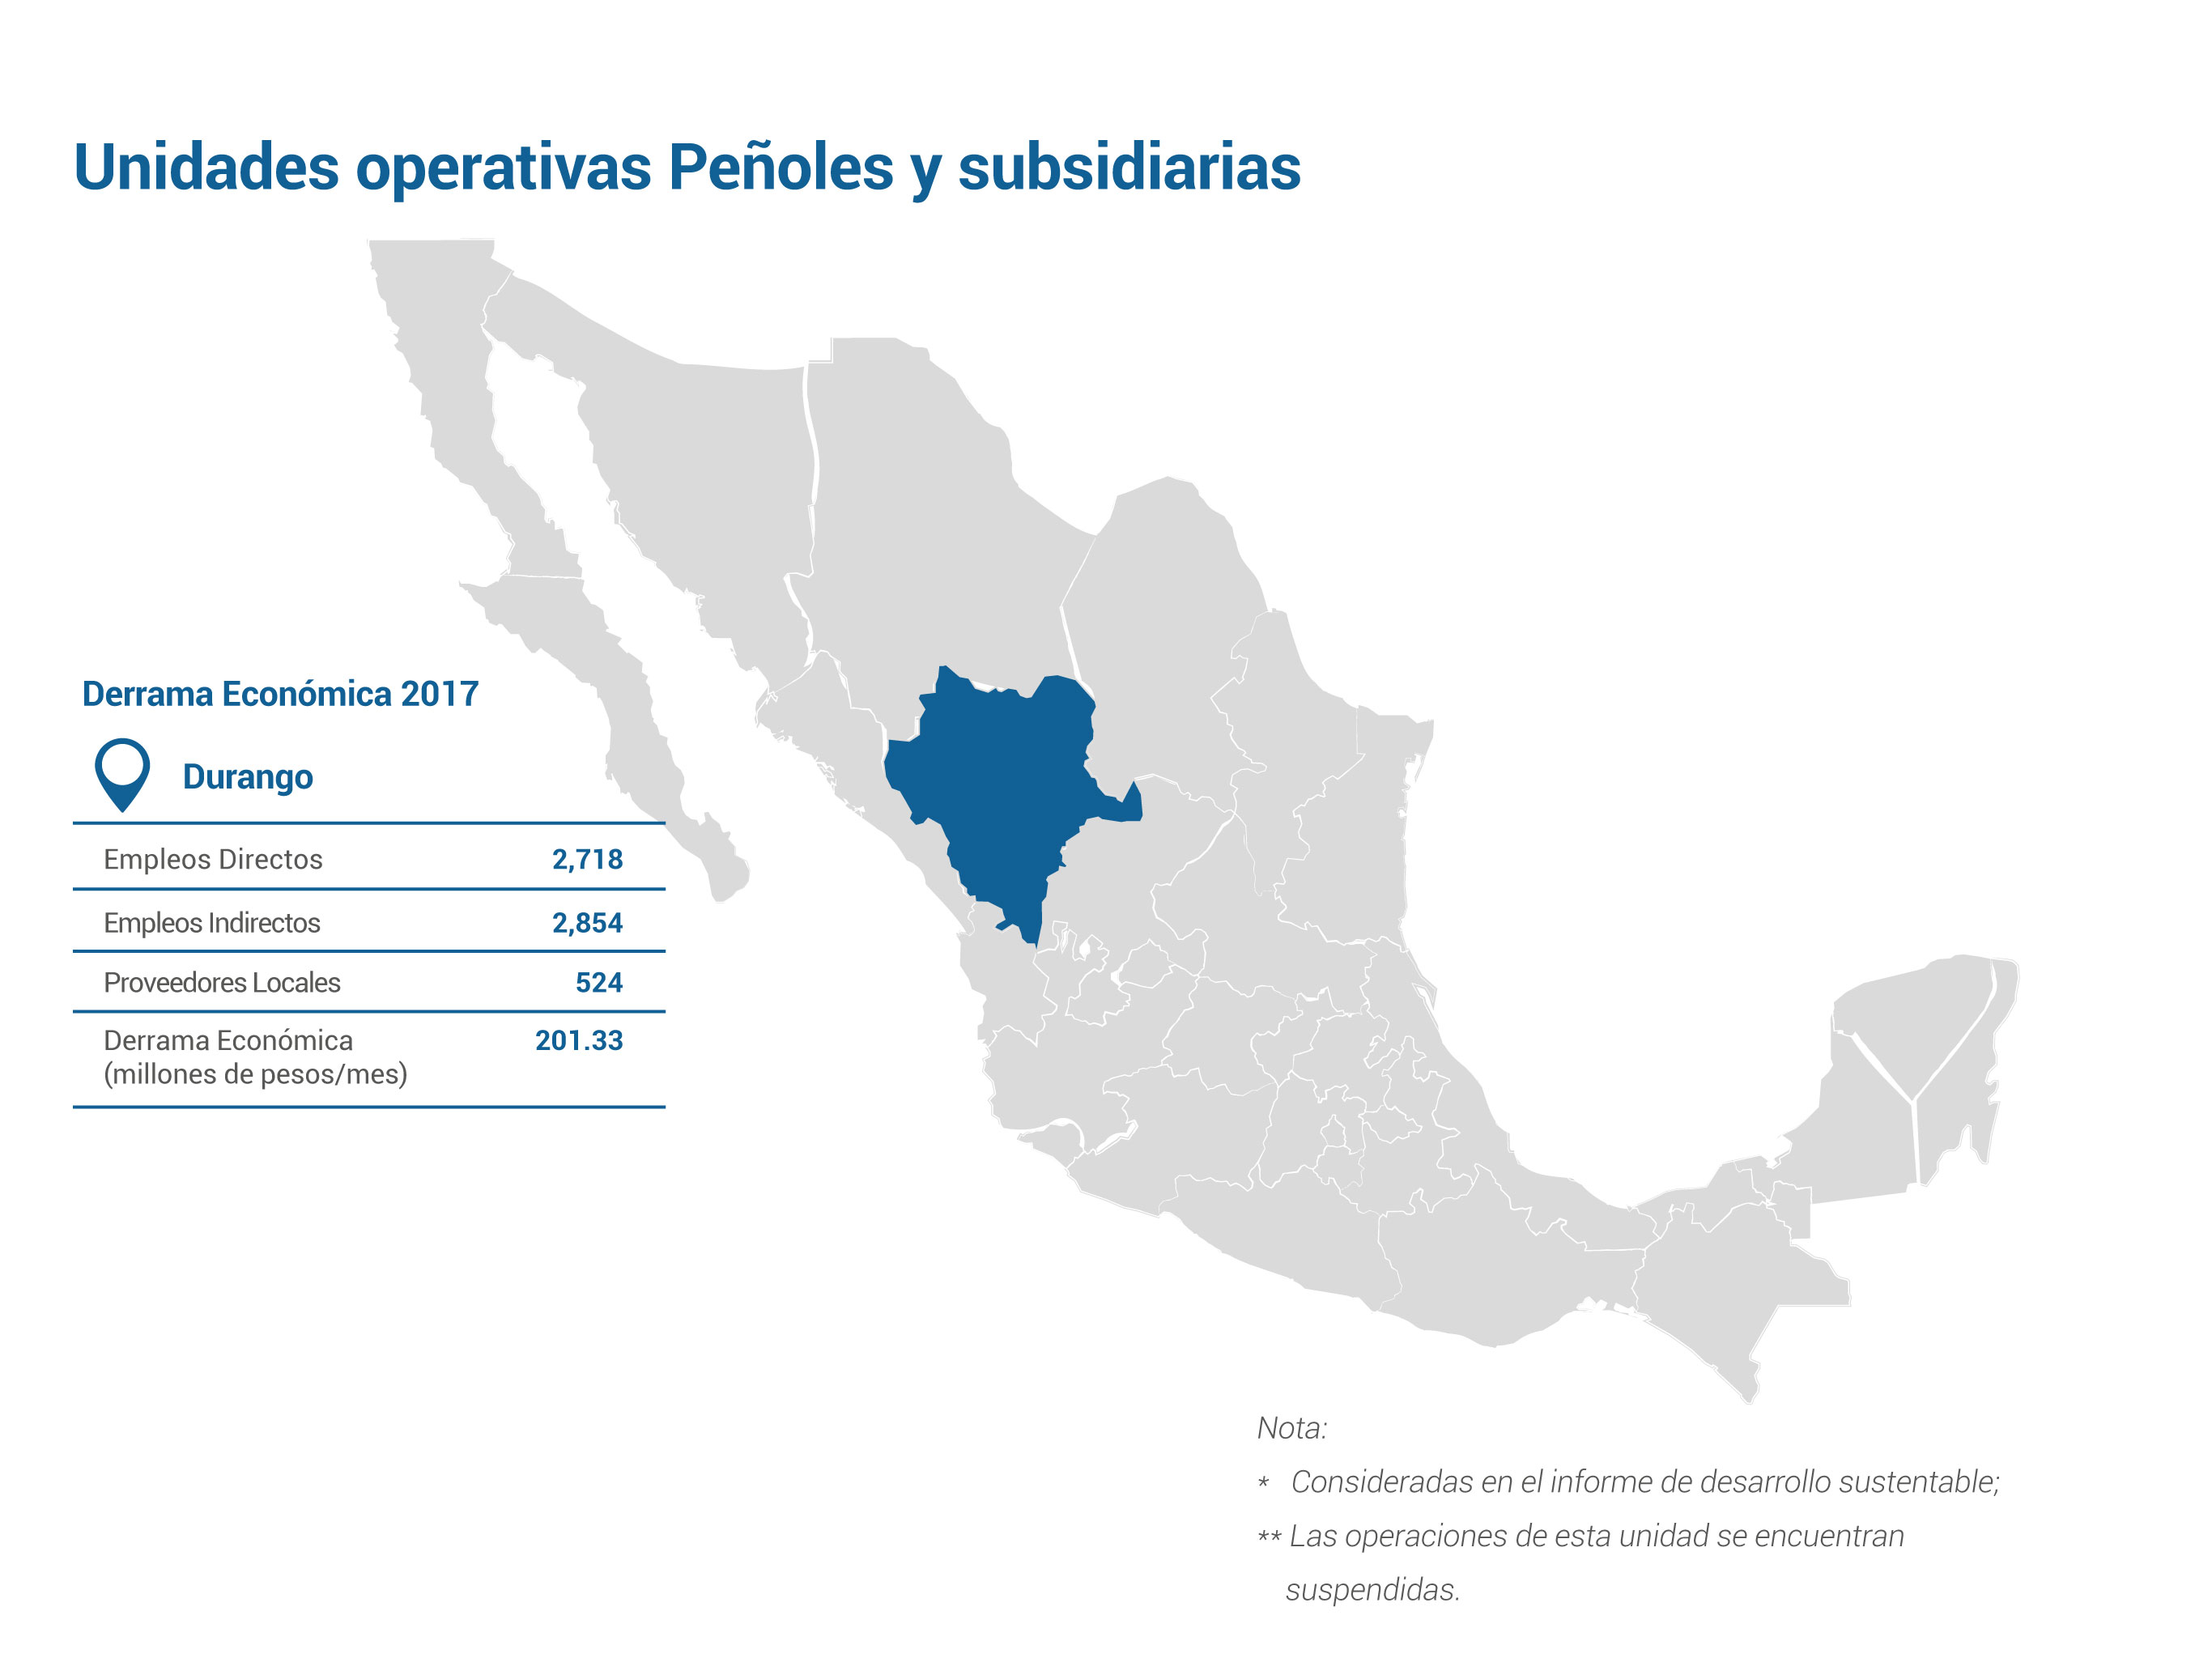 Unidades operativas Peñoles y subsidiarias
Derrama Económica 2017
Durango
Empleos Directos 2,718
Empleos Indirectos 2,854
Proveedores Locales 524
Derrama Económica 201.33
(millones de pesos/mes)
Nota:
* Consideradas en el informe de desarrollo sustentable;
** Las operaciones de esta unidad se encuentran
suspendidas.